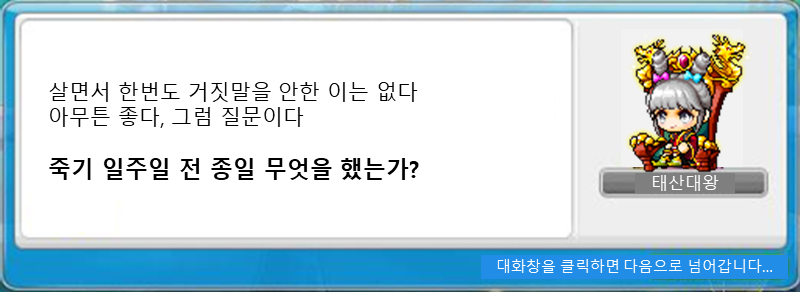 살면서 한번도 거짓말을 안한 이는 없다
아무튼 좋다, 그럼 질문이다
죽기 일주일 전 종일 무엇을 했는가?
태산대왕
대화창을 클릭하면 다음으로 넘어갑니다...